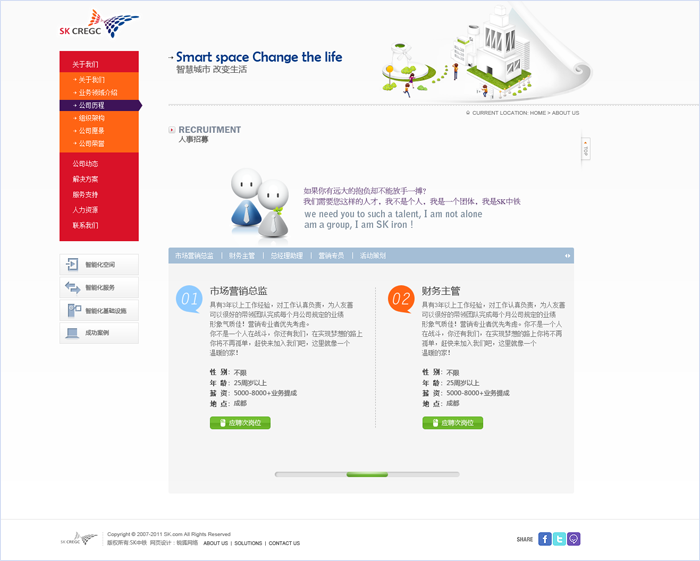 SK CREGC
Smart space Change the life
智慧城市 改变生活
CURRENT LOCATION: HOME > ABOUT US
关于我们
+ 关于我们
+ 业务领域介绍
+ 公司历程
+ 组织架构
+ 公司愿景
+ 公司荣誉
公司动态
解决方案
服务支持
人力资源
联系我们
智能化空间
智能化服务
智能化基础设施
成功案例
RECRUITMENT
人事招募
TOP
如果你有远大的抱负却不能放手一搏?
我们需要您这样的人才，我不是个人，我是一个团体，我是SK中铁
we need you to such a talent, I am not alone
am a group, I am SK iron !
市场营销总监 | 财务主管 | 总经理助理 | 营销专员 | 活动策划
01
市场营销总监
具有3年以上工作经验，对工作认真负责，为人友善
可以很好的带领团队完成每个月公司规定的业绩
形象气质佳！营销专业者优先考虑。
你不是一个人在战斗，你还有我们，在实现梦想的路上
你将不再孤单，赶快来加入我们吧，这里就像一个
温暖的家!
性 别: 不限
年 龄: 25周岁以上
薪 资: 5000-8000+业务提成
地 点: 成都
应聘次岗位
02
财务主管
具有3年以上工作经验，对工作认真负责，为人友善
可以很好的带领团队完成每个月公司规定的业绩
形象气质佳！营销专业者优先考虑，你不是一个人
在战斗，你还有我们，在实现梦想的路上你将不再
孤单，赶快来加入我们吧，这里就像一个
温暖的家!
性 别: 不限
年 龄: 25周岁以上
薪 资: 5000-8000+业务提成
地 点: 成都
应聘次岗位
SK CREGC
Copyright © 2007-2011 SK.com All Rights Reserved
版权所有:SK中铁 网页设计：锐图网络 ABOUT US | SOLUTIONS | CONTACT US
SHARE